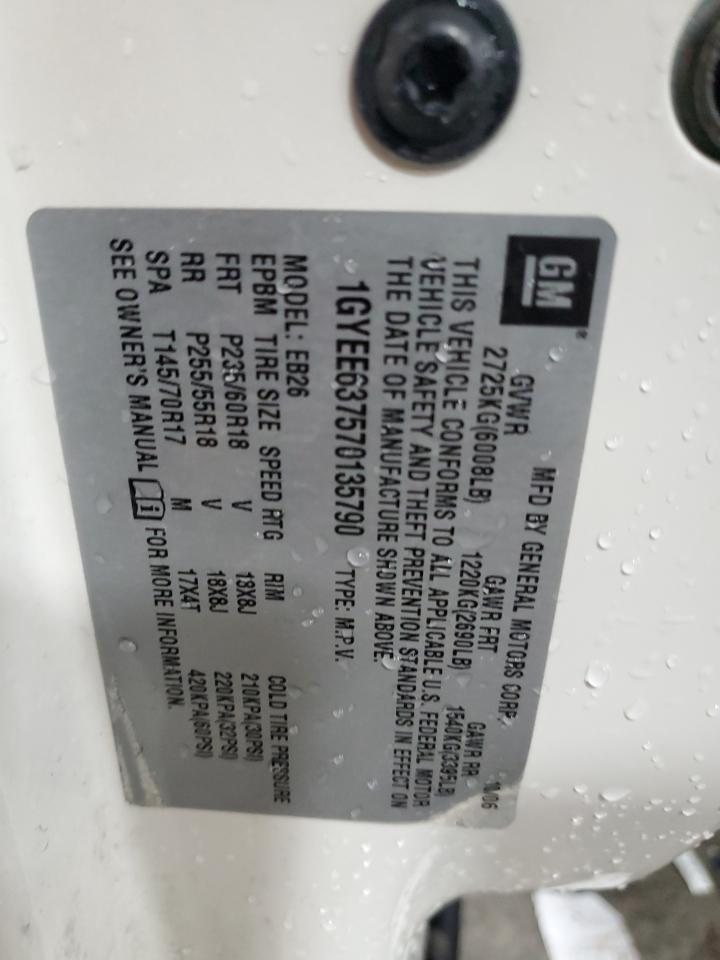 GM®
MFD BY GENERAL MOTORS CORP.
GVWR GAWR FRT GAWR RR
2725KG(6008LB) 1220KG(2690LB) 1540KG(3395LB)
THIS VEHICLE CONFORMS TO ALL APPLICABLE U.S. FEDERAL MOTOR
VEHICLE SAFETY AND THEFT PREVENTION STANDARDS IN EFFECT ON
THE DATE OF MANUFACTURE SHOWN ABOVE.
1GYEE637570135790 TYPE: M.P.V.
MODEL: EB26
EPBM TIRE SIZE SPEED RTG RIM COLD TIRE PRESSURE
FRT P235/60R18 V 18X8J 210KPA(30PSI)
RR P255/55R18 V 18X8J 220KPA(32PSI)
SPA T145/70R17 M 17X4T 420KPA(60PSI)
SEE OWNER'S MANUAL i FOR MORE INFORMATION.